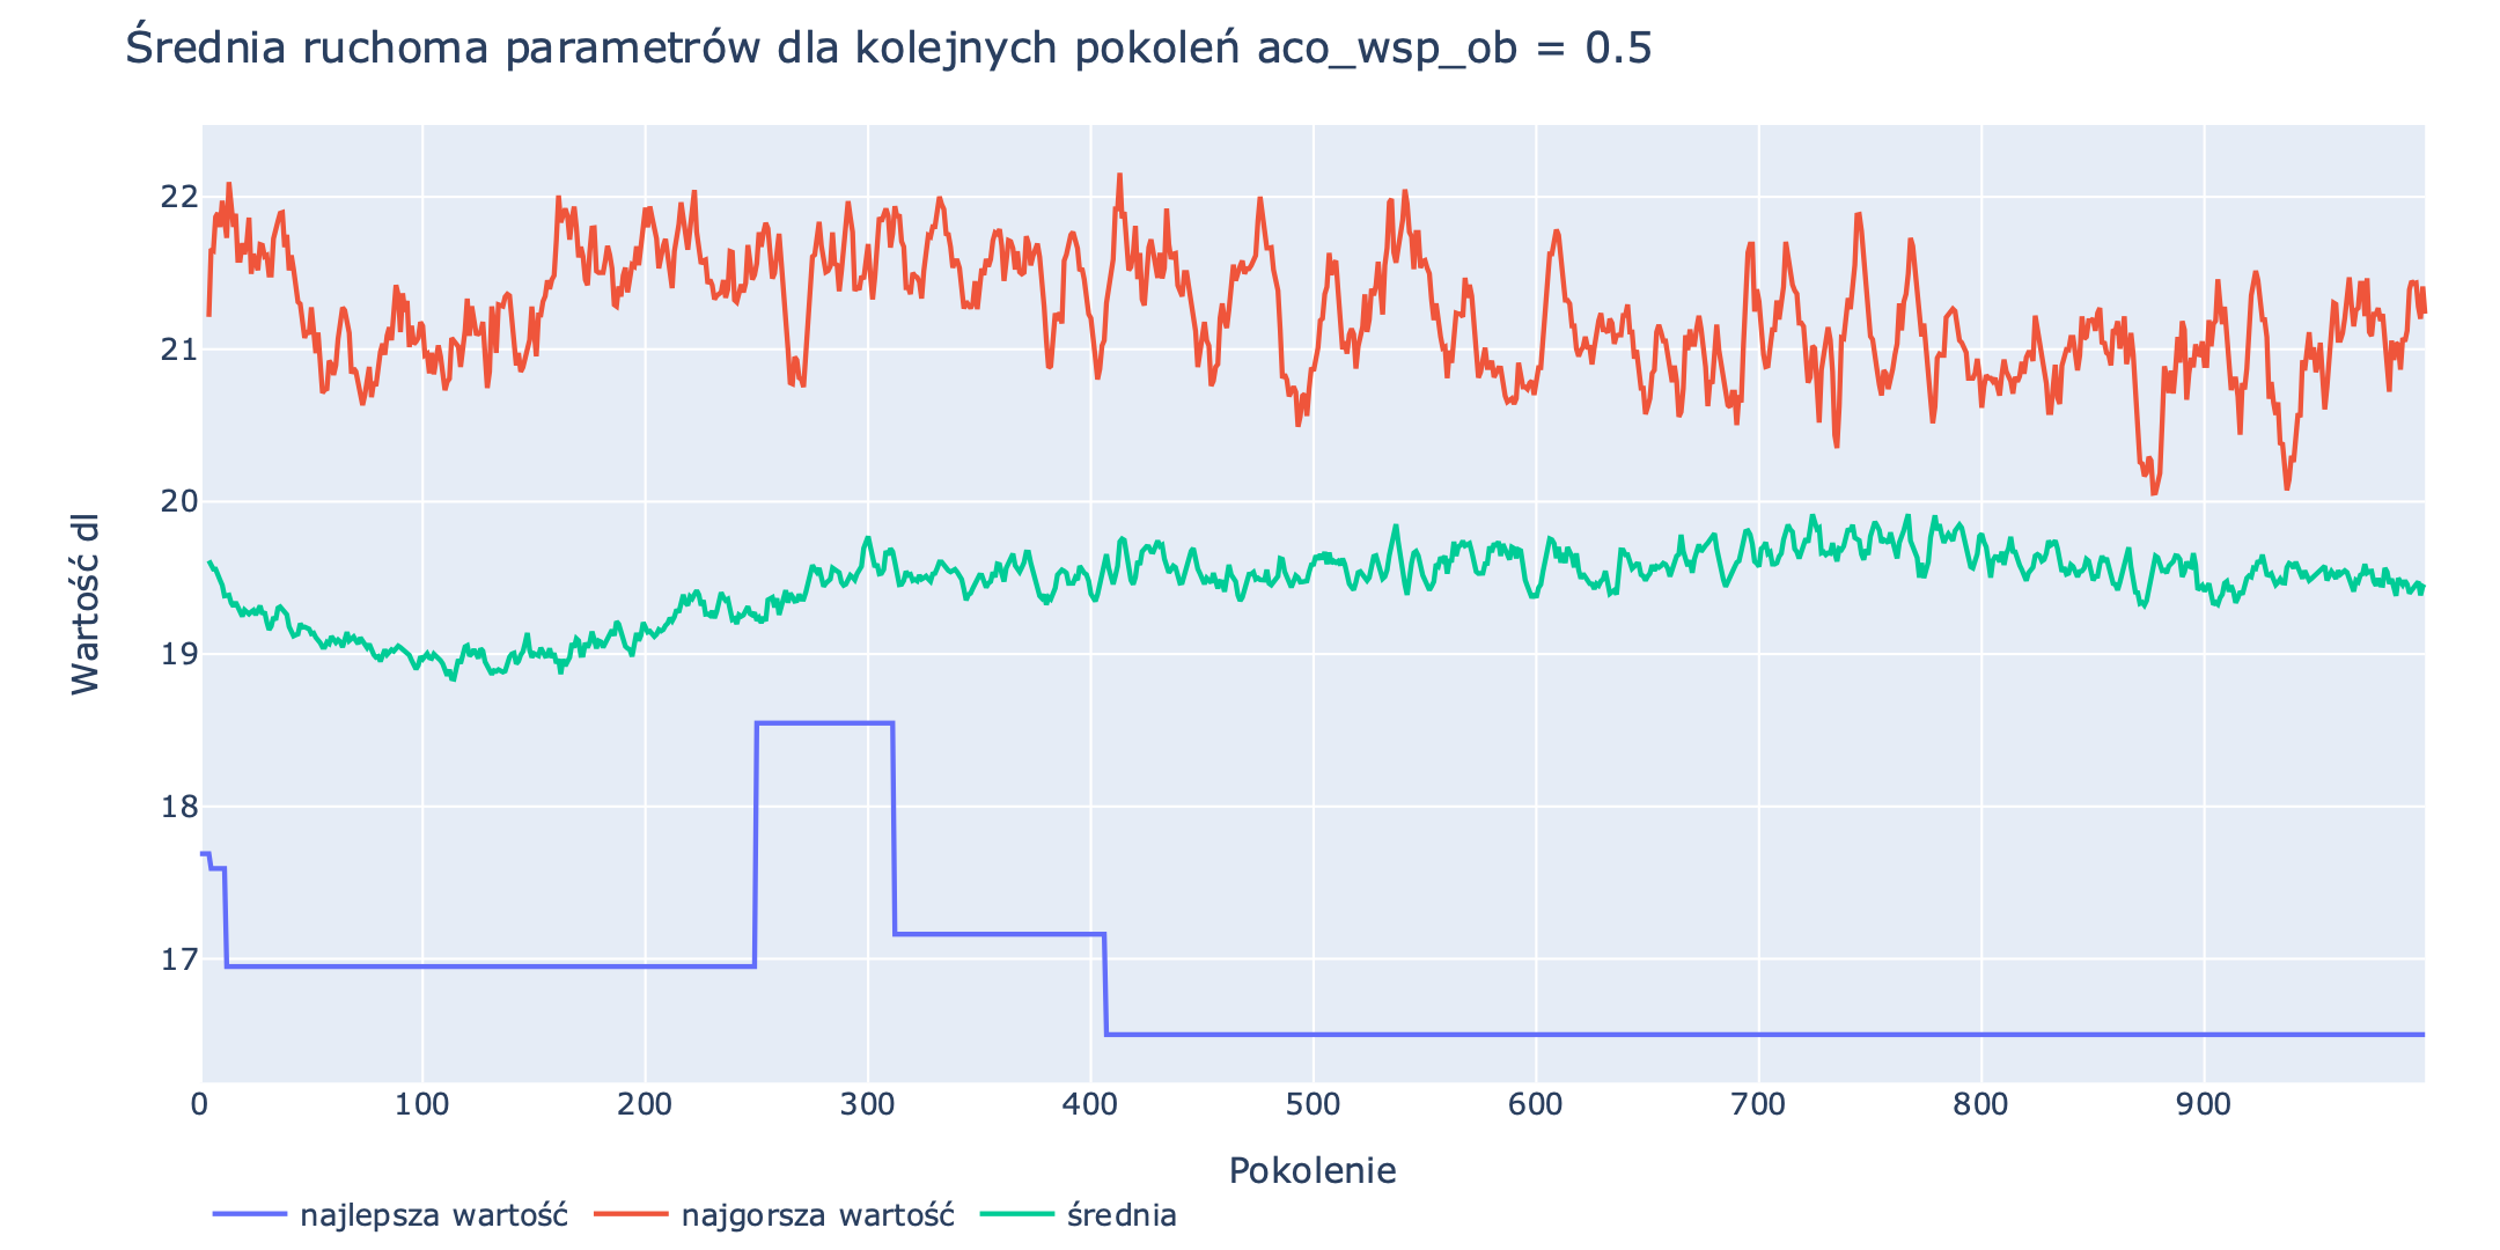 Średnia ruchoma parametrów dla kolejnych pokoleń aco_wsp_ob = 0.5
Wartość dl
22
21
20
19
18
17
0 100 200 300 400 500 600 700 800 900
Pokolenie
najlepsza wartość najgorsza wartość średnia